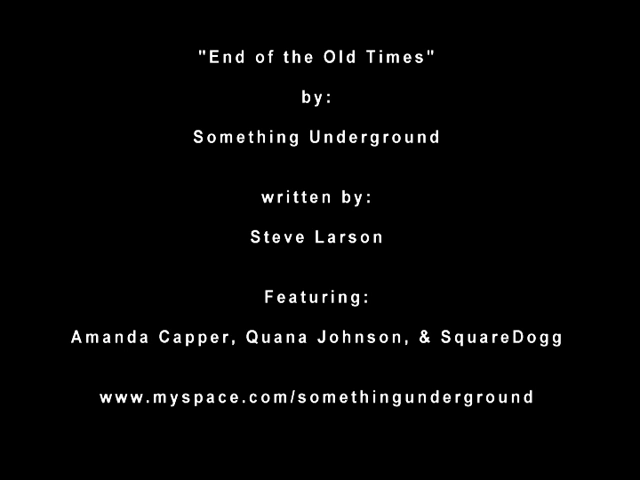 "End of the Old Times"
by:
Something Underground
written by:
Steve Larson
Featuring:
Amanda Capper, Quana Johnson, & SquareDogg
www.myspace.com/somethingunderground